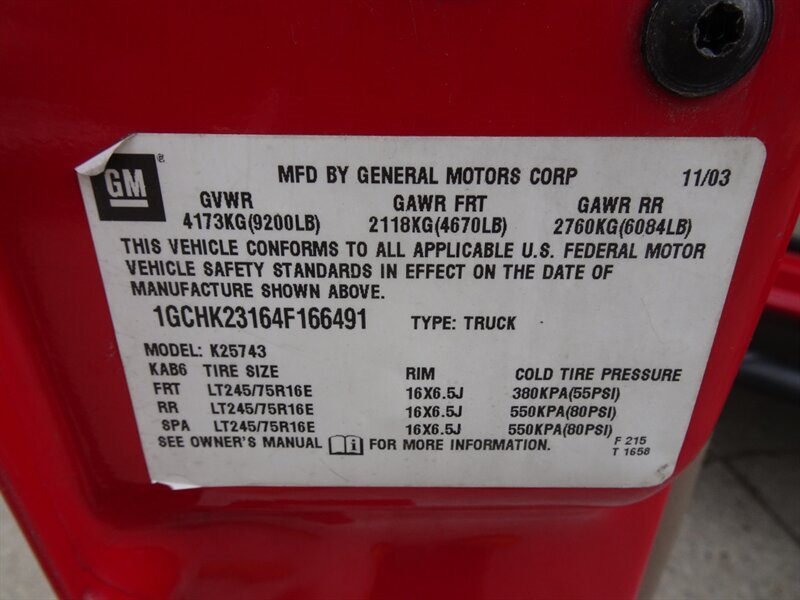 GM®
MFD BY GENERAL MOTORS CORP 11/03
GVWR GAWR FRT GAWR RR
4173KG(9200LB) 2118KG(4670LB) 2760KG(6084LB)
THIS VEHICLE CONFORMS TO ALL APPLICABLE U.S. FEDERAL MOTOR
VEHICLE SAFETY STANDARDS IN EFFECT ON THE DATE OF
MANUFACTURE SHOWN ABOVE.
1GCHK23164F166491 TYPE: TRUCK
MODEL: K25743
KAB6 TIRE SIZE RIM COLD TIRE PRESSURE
FRT LT245/75R16E 16X6.5J 380KPA(55PSI)
RR LT245/75R16E 16X6.5J 550KPA(80PSI)
SPA LT245/75R16E 16X6.5J 550KPA(80PSI)
SEE OWNER'S MANUAL FOR MORE INFORMATION.
F 215
T 1658